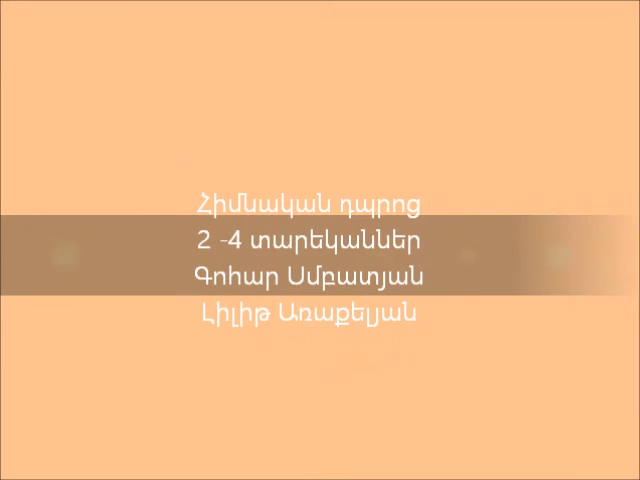 Հիմնական դպրոց
2 -4 տարեկաններ
Գոհար Սմբատյան
Լիլիթ Առաքելյան